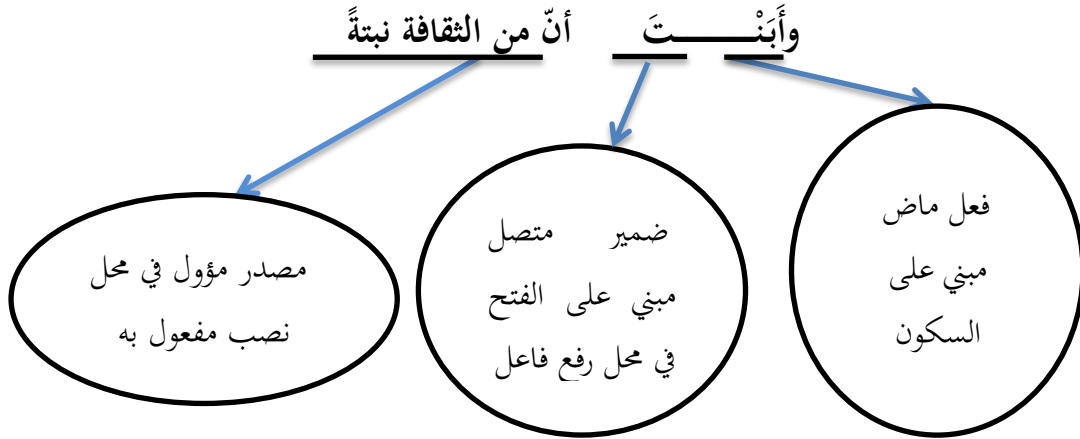 وأَبَنْـــــــــتَ أنّ من الثقافة نبتةً
فعل ماض
مبني على
السكون
ضمير متصل
مبني على الفتح
في محل رفع فاعل
مصدر مؤول في محل
نصب مفعول به